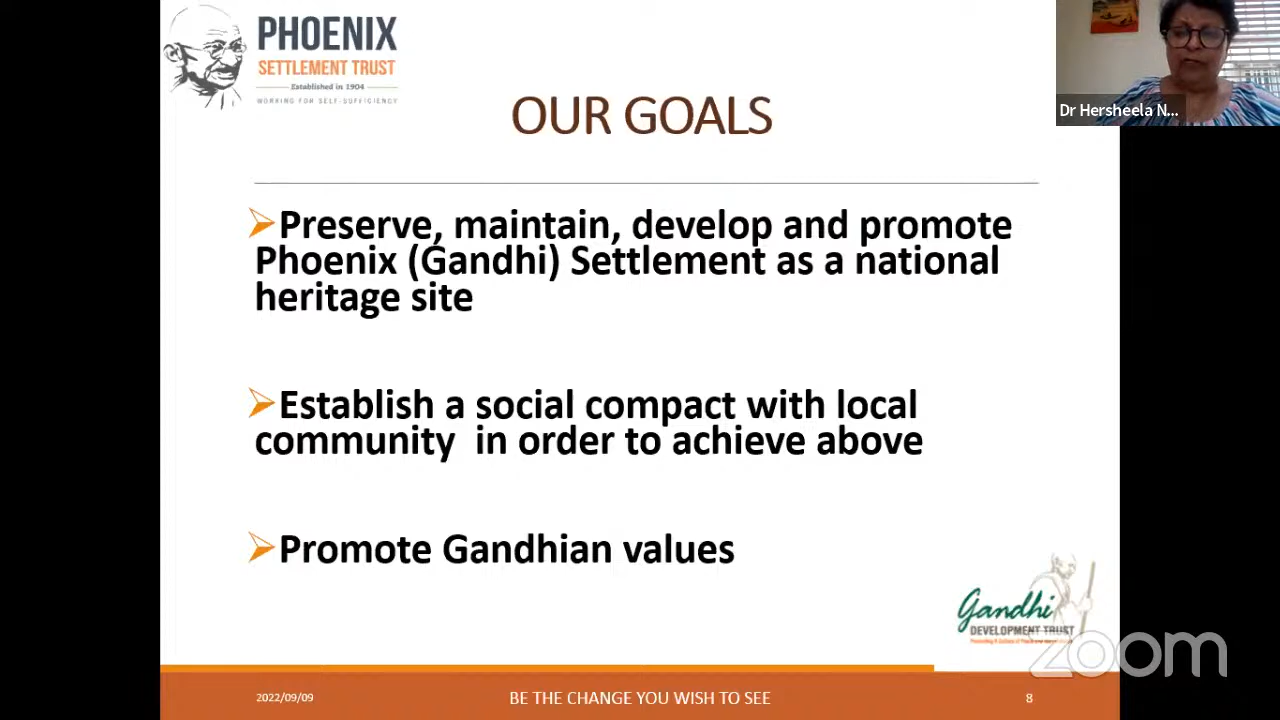 PHOENIX
SETTLEMENT TRUST
Established in 1904
WORKING FOR SELF-SUFFICIENCY
Dr Hersheela N...
OUR GOALS
Preserve, maintain, develop and promote
Phoenix (Gandhi) Settlement as a national
heritage site
Establish a social compact with local
community in order to achieve above
Promote Gandhian values
Gandhi
DEVELOPMENT TRUST
zoom
2022/09/09
BE THE CHANGE YOU WISH TO SEE
8